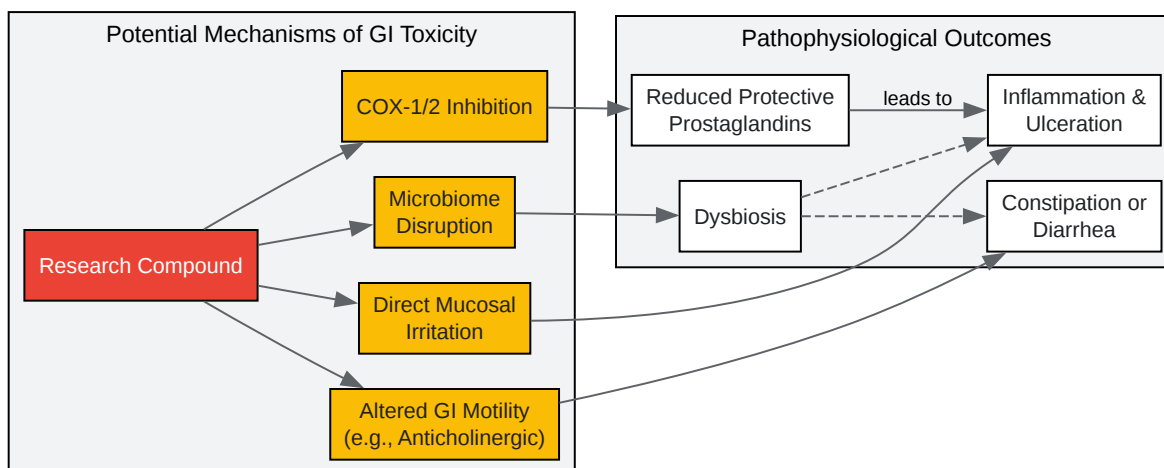 Potential Mechanisms of GI Toxicity
Research Compound
COX-1/2 Inhibition
Microbiome
Disruption
Direct Mucosal
Irritation
Altered GI Motility
(e.g., Anticholinergic)
Pathophysiological Outcomes
Reduced Protective
Prostaglandins
leads to
Inflammation &
Ulceration
Dysbiosis
Constipation or
Diarrhea